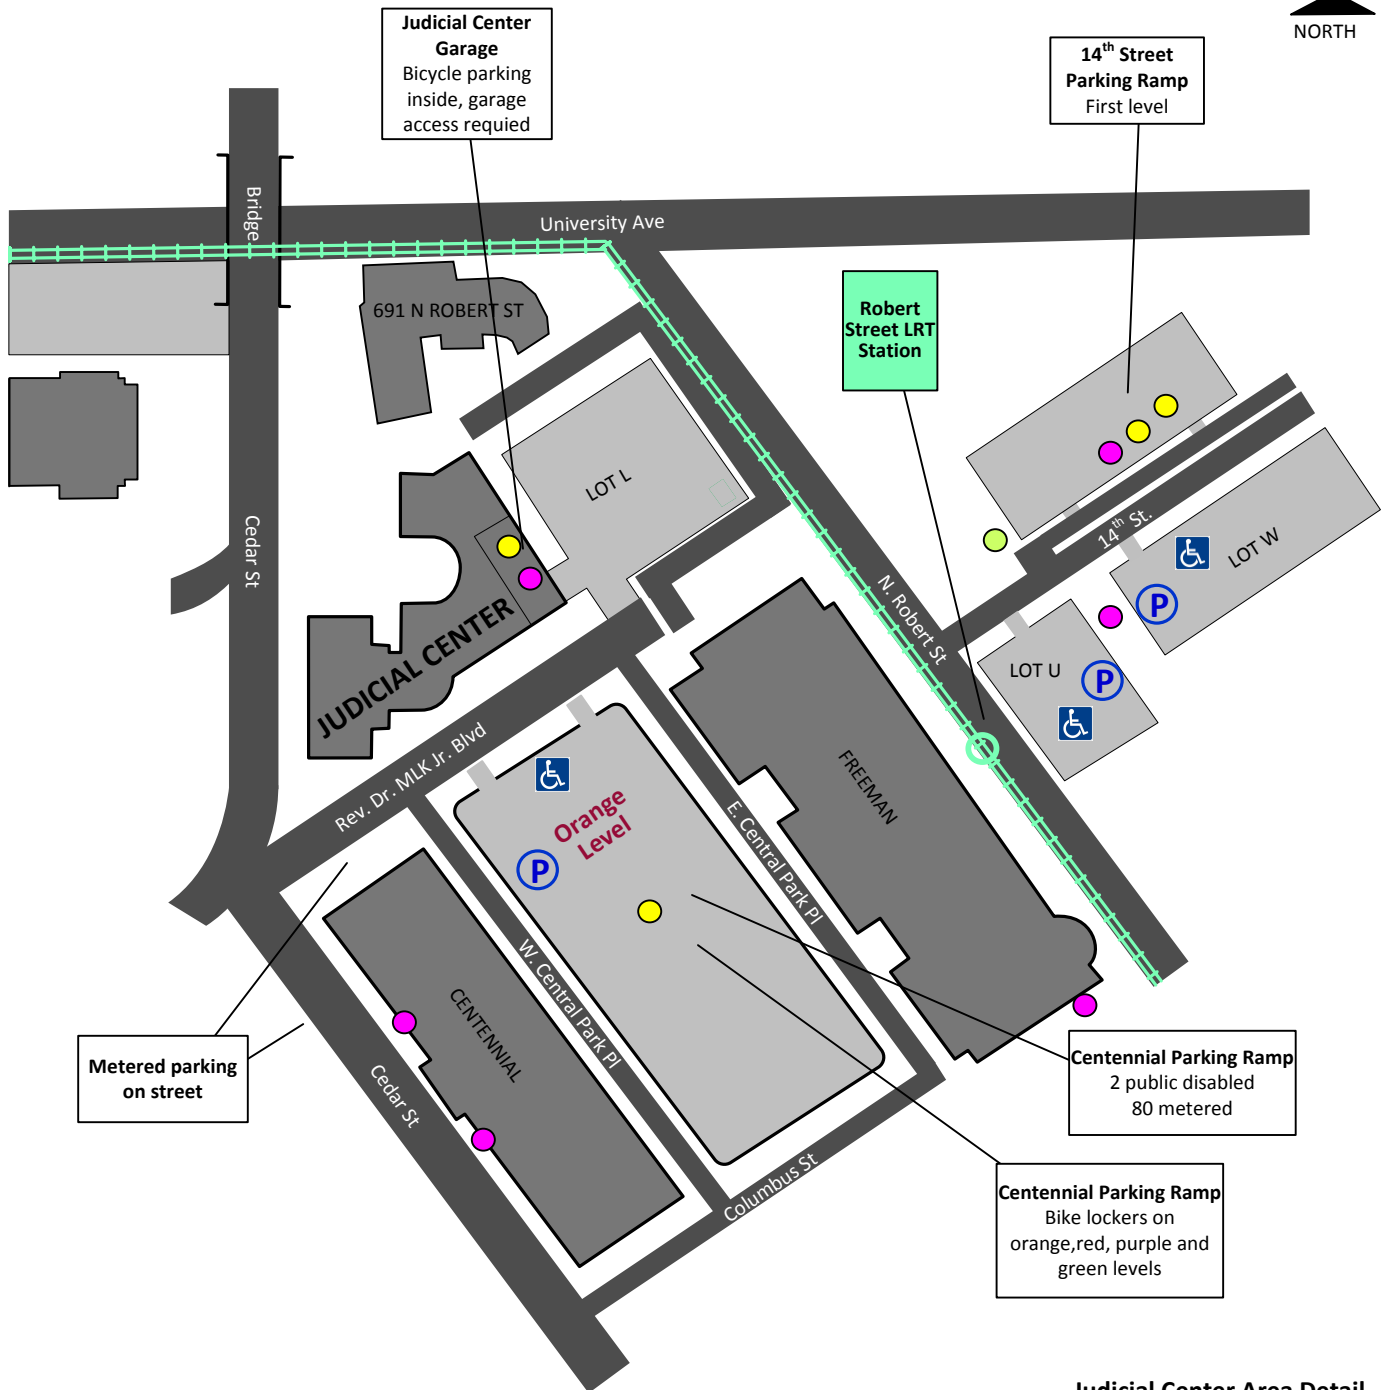 Judicial Center
Garage
Bicycle parking
inside, garage
access requied
NORTH
14th Street
Parking Ramp
First level
Bridge
University Ave
691 N ROBERT ST
Robert
Street LRT
Station
LOT L
14th St.
LOT W
Cedar St
N. Robert St
LOT U
P
P
JUDICIAL CENTER
Rev. Dr. MLK Jr. Blvd
FREEMAN
Orange
Level
E. Central Park Pl
P
W. Central Park Pl
CENTENNIAL
Metered parking
on street
Cedar St
Centennial Parking Ramp
2 public disabled
80 metered
Columbus St
Centennial Parking Ramp
Bike lockers on
orange,red, purple and
green levels
Judicial Center Area Detail